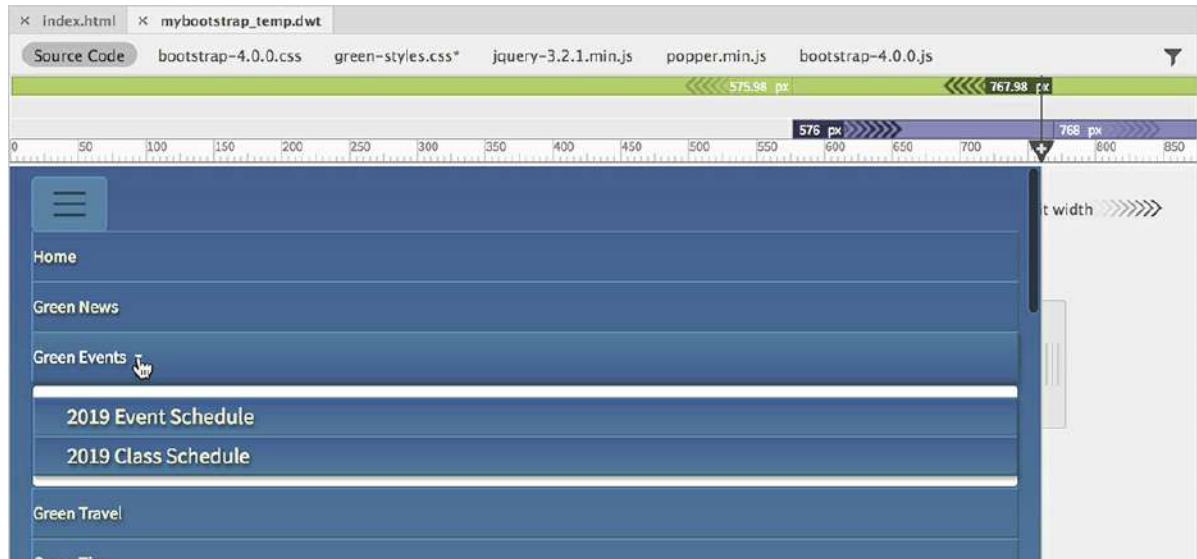 × index.html × mybootstrap_temp.dwt
Source Code bootstrap-4.0.0.css green-styles.css* jquery-3.2.1.min.js popper.min.js bootstrap-4.0.0.js
575.98 px 767.98 px
576 px 768 px
0 50 100 150 200 250 300 350 400 450 500 550 600 650 700 800 850
it width
Home
Green News
Green Events
2019 Event Schedule
2019 Class Schedule
Green Travel